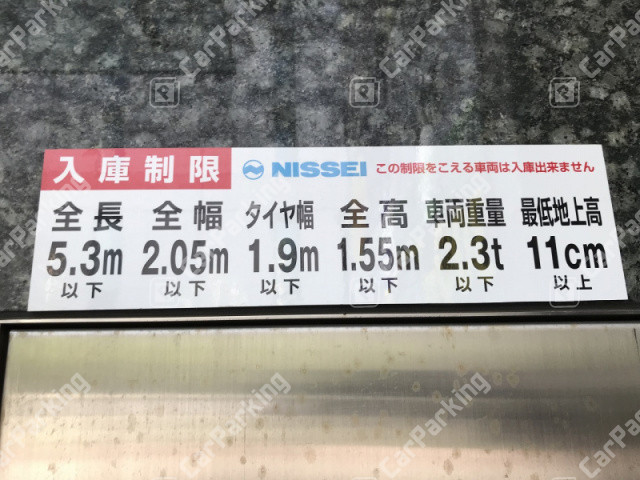 入庫制限 NISSEI この制限をこえる車両は入庫出来ません
全長 全幅 タイヤ幅 全高 車両重量 最低地上高
5.3m 2.05m 1.9m 1.55m 2.3t 11cm
以下 以下 以下 以下 以下 以上
CarParking